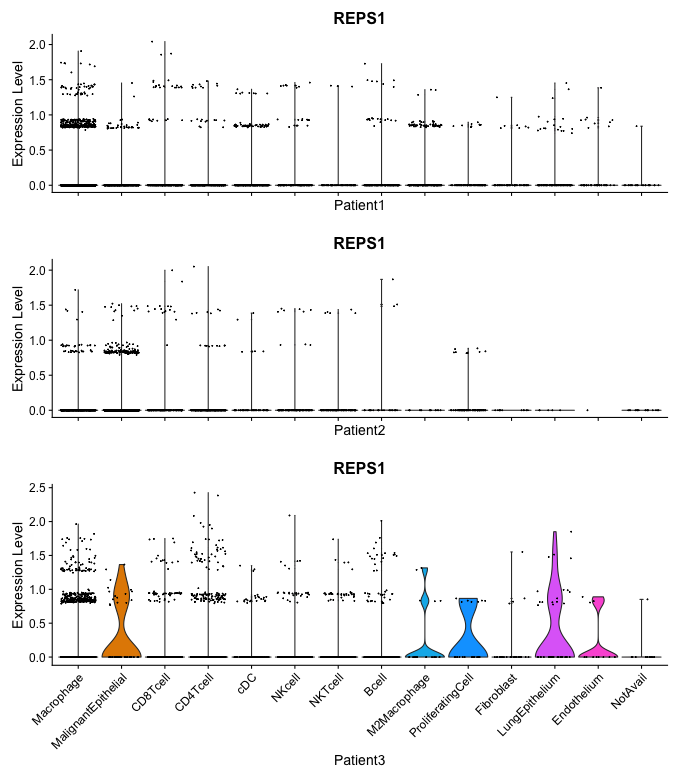 REPS1
Expression Level
2.0
1.5
1.0
0.5
0.0
Patient1
REPS1
Expression Level
2.0
1.5
1.0
0.5
0.0
Patient2
REPS1
Expression Level
2.5
2.0
1.5
1.0
0.5
0.0
Macrophage
MalignantEpithelial
CD8Tcell
CD4Tcell
cDC
NKcell
NKTcell
Bcell
M2Macrophage
ProliferatingCell
Fibroblast
LungEpithelium
Endothelium
NotAvail
Patient3